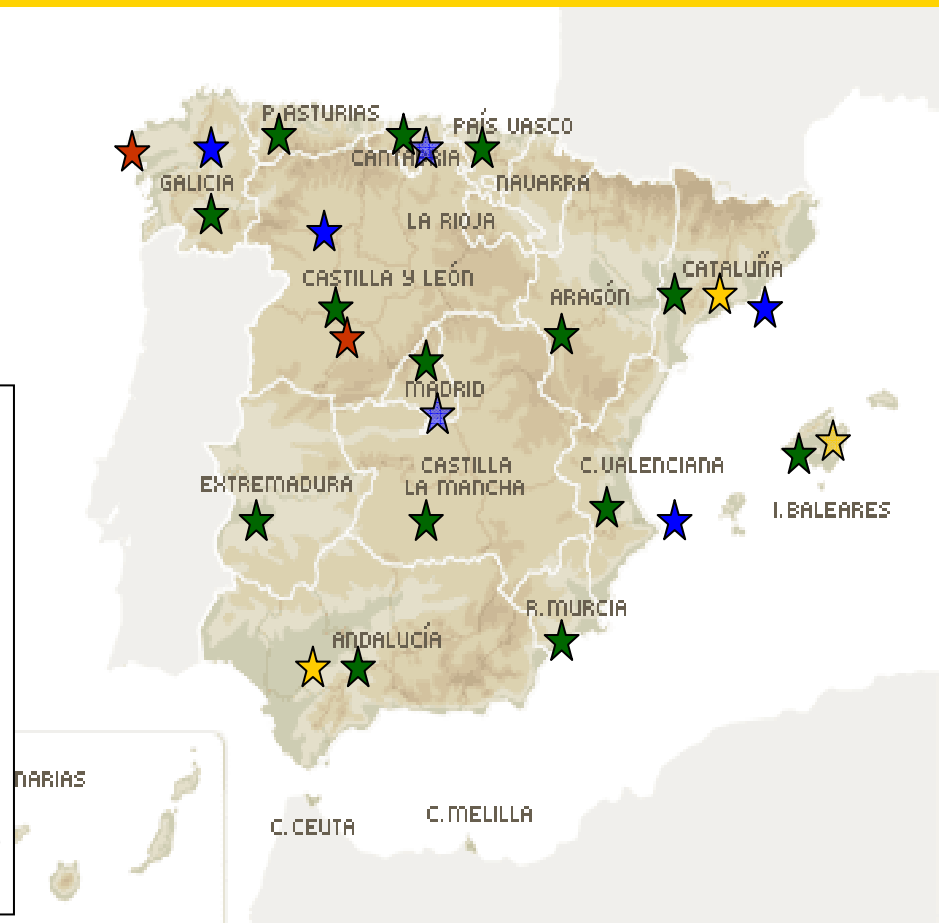 P. ASTURIAS
PAÍS VASCO
CANTABRIA
GALICIA
NAVARRA
LA RIOJA
CATALUÑA
CASTILLA Y LEÓN
ARAGÓN
MADRID
CASTILLA
LA MANCHA
C. VALENCIANA
EXTREMADURA
I. BALEARES
R. MURCIA
ANDALUCÍA
NARIAS
C. MELILLA
C. CEUTA